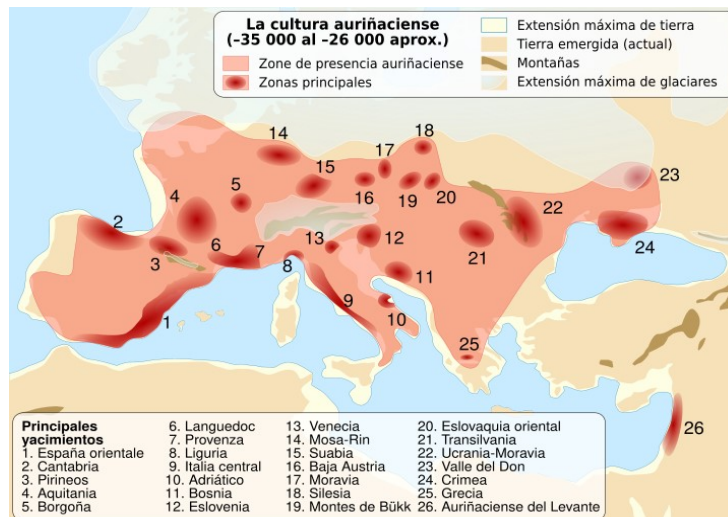 La cultura auriñaciense
(–35 000 al –26 000 aprox.)
Zone de presencia auriñaciense
Zonas principales
Extensión máxima de tierra
Tierra emergida (actual)
Montañas
Extensión máxima de glaciares
14
18
17
15
23
5
16
19
20
4
2
22
13
12
24
6
7
21
3
8
11
9
10
1
25
26
Principales
yacimientos
1. España orientale
2. Cantabria
3. Pirineos
4. Aquitania
5. Borgoña
6. Languedoc
7. Provenza
8. Liguria
9. Italia central
10. Adriático
11. Bosnia
12. Eslovenia
13. Venecia
14. Mosa-Rin
15. Suabia
16. Baja Austria
17. Moravia
18. Silesia
19. Montes de Bükk
20. Eslovaquia oriental
21. Transilvania
22. Ucrania-Moravia
23. Valle del Don
24. Crimea
25. Grecia
26. Auriñaciense del Levante